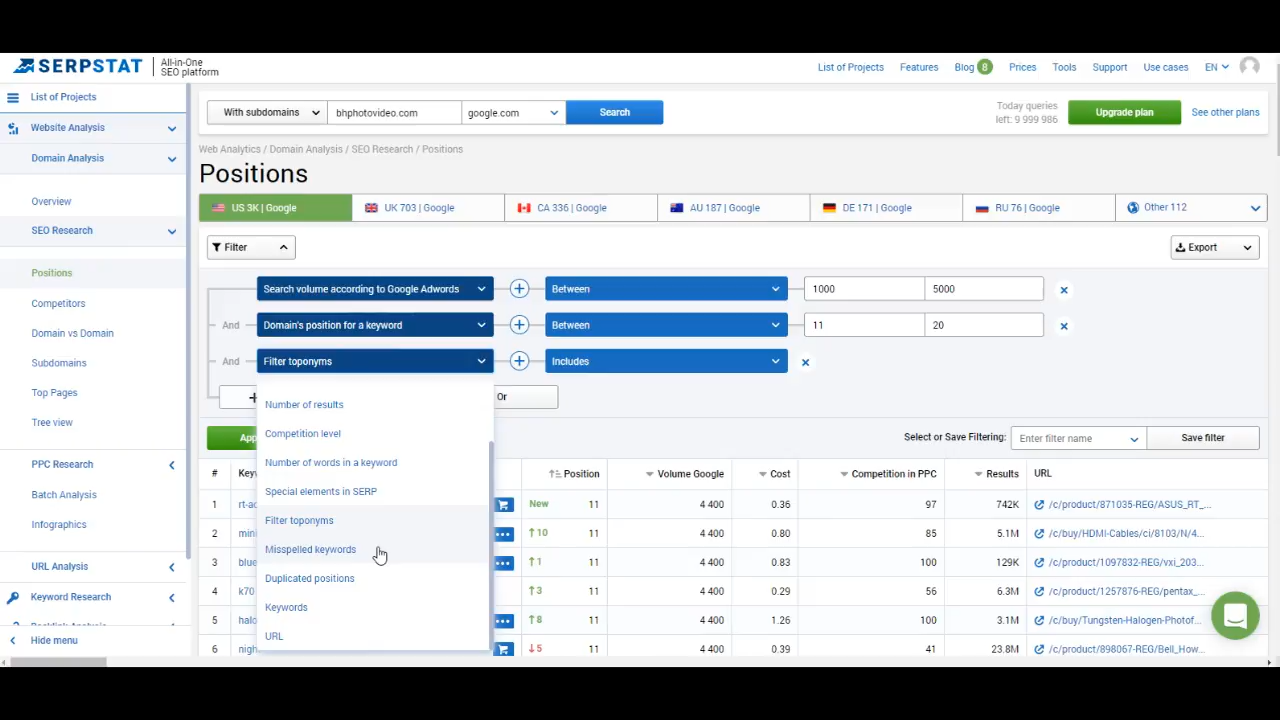 SERPSTAT
All-in-One
SEO platform
List of Projects
Features
Blog 8
Prices
Tools
Support
Use cases
EN
List of Projects
Website Analysis
Domain Analysis
Overview
SEO Research
Positions
Competitors
Domain vs Domain
Subdomains
Top Pages
Tree view
PPC Research
Batch Analysis
Infographics
URL Analysis
Keyword Research
Hide menu
With subdomains
bhphotovideo.com
google.com
Search
Today queries
left: 9 999 986
Upgrade plan
See other plans
Web Analytics / Domain Analysis / SEO Research / Positions
Positions
US 3K | Google
UK 703 | Google
CA 336 | Google
AU 187 | Google
DE 171 | Google
RU 76 | Google
Other 112
Filter
Export
Search volume according to Google Adwords
Between
1000
5000
And
Domain's position for a keyword
Between
11
20
And
Filter toponyms
Includes
Or
Number of results
Competition level
Number of words in a keyword
Special elements in SERP
Filter toponyms
Misspelled keywords
Duplicated positions
Keywords
URL
Select or Save Filtering:
Enter filter name
Save filter
# Position Volume Google Cost Competition in PPC Results URL
1 New 11 4 400 0.36 97 742K /c/product/871035-REG/ASUS_RT_...
2 10 11 4 400 0.80 85 5.1M /c/buy/HDMI-Cables/ci/8103/N/4...
3 1 11 4 400 0.83 100 129K /c/product/1097832-REG/vxi_203...
4 k70 3 11 4 400 0.29 56 6.3M /c/product/1257876-REG/pentax_...
5 8 11 4 400 1.26 100 3.1M /c/buy/Tungsten-Halogen-Photof...
6 5 11 4 400 0.39 41 23.8M /c/product/898067-REG/Bell_How...